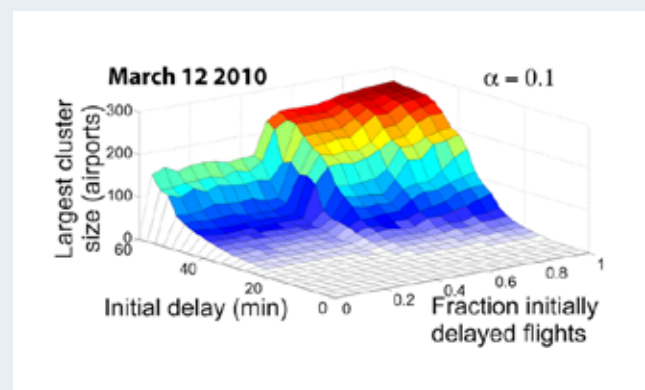 March 12 2010
α = 0.1
Largest cluster
size (airports)
300
200
100
0
60
40
20
0
Initial delay (min)
0
0.2
0.4
0.6
0.8
1
Fraction initially
delayed flights